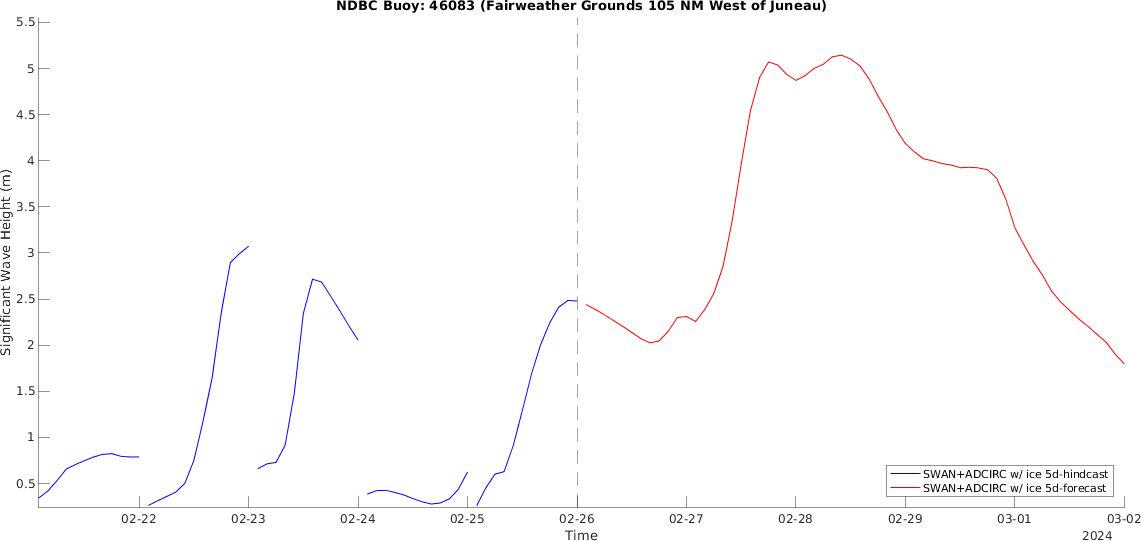 NDBC Buoy: 46083 (Fairweather Grounds 105 NM West of Juneau)
5.5
5
4.5
4
3.5
3
2.5
2
1.5
1
0.5
Significant Wave Height (m)
SWAN+ADCIRC w/ ice 5d-hindcast
SWAN+ADCIRC w/ ice 5d-forecast
02-22 02-23 02-24 02-25 02-26 02-27 02-28 02-29 03-01 03-02
Time
2024